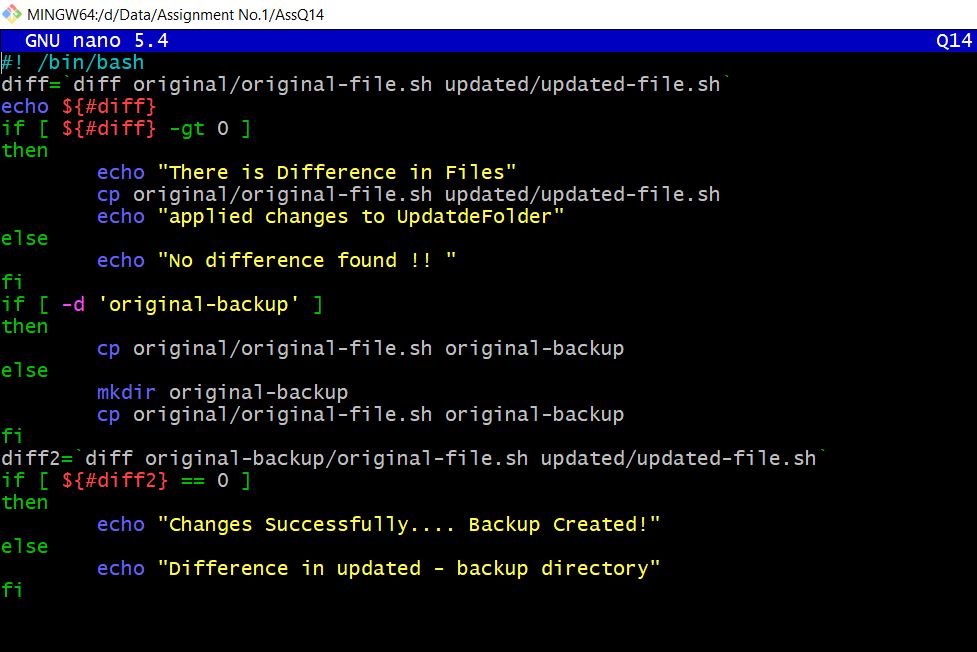 MINGW64:/d/Data/Assignment No.1/AssQ14
GNU nano 5.4 Q14
#! /bin/bash
diff=`diff original/original-file.sh updated/updated-file.sh`
echo ${#diff}
if [ ${#diff} -gt 0 ]
then
        echo "There is Difference in Files"
        cp original/original-file.sh updated/updated-file.sh
        echo "applied changes to UpdatdeFolder"
else
        echo "No difference found !! "
fi
if [ -d 'original-backup' ]
then
        cp original/original-file.sh original-backup
else
        mkdir original-backup
        cp original/original-file.sh original-backup
fi
diff2=`diff original-backup/original-file.sh updated/updated-file.sh`
if [ ${#diff2} == 0 ]
then
        echo "Changes Successfully.... Backup Created!"
else
        echo "Difference in updated - backup directory"
fi